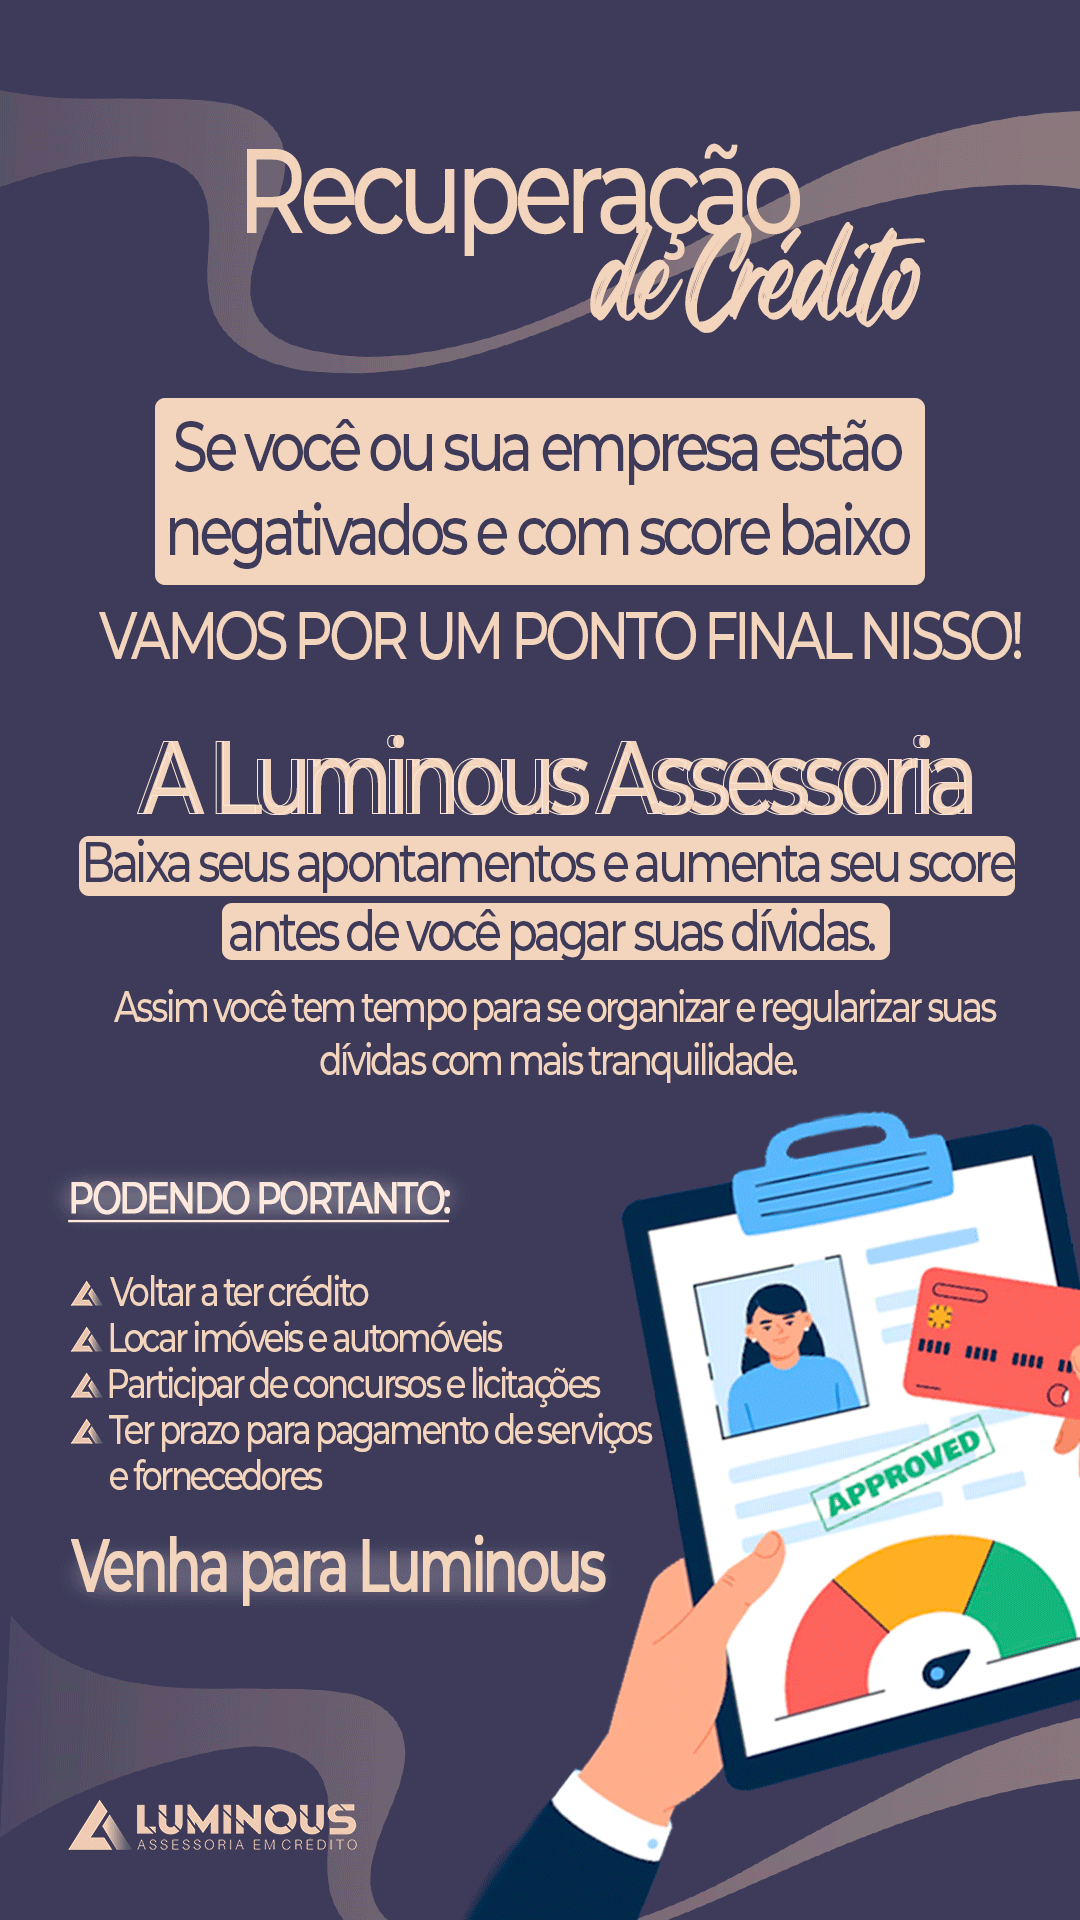 Recuperação
de Crédito
Se você ou sua empresa estão
negativados e com score baixo
VAMOS POR UM PONTO FINAL NISSO!
A Luminous Assessoria
Baixa seus apontamentos e aumenta seu score
antes de você pagar suas dívidas.
Assim você tem tempo para se organizar e regularizar suas
dívidas com mais tranquilidade.
PODENDO PORTANTO:
Voltar a ter crédito
Locar imóveis e automóveis
Participar de concursos e licitações
Ter prazo para pagamento de serviços
e fornecedores
APPROVED
Venha para Luminous
LUMINOUS
ASSESSORIA EM CRÉDITO